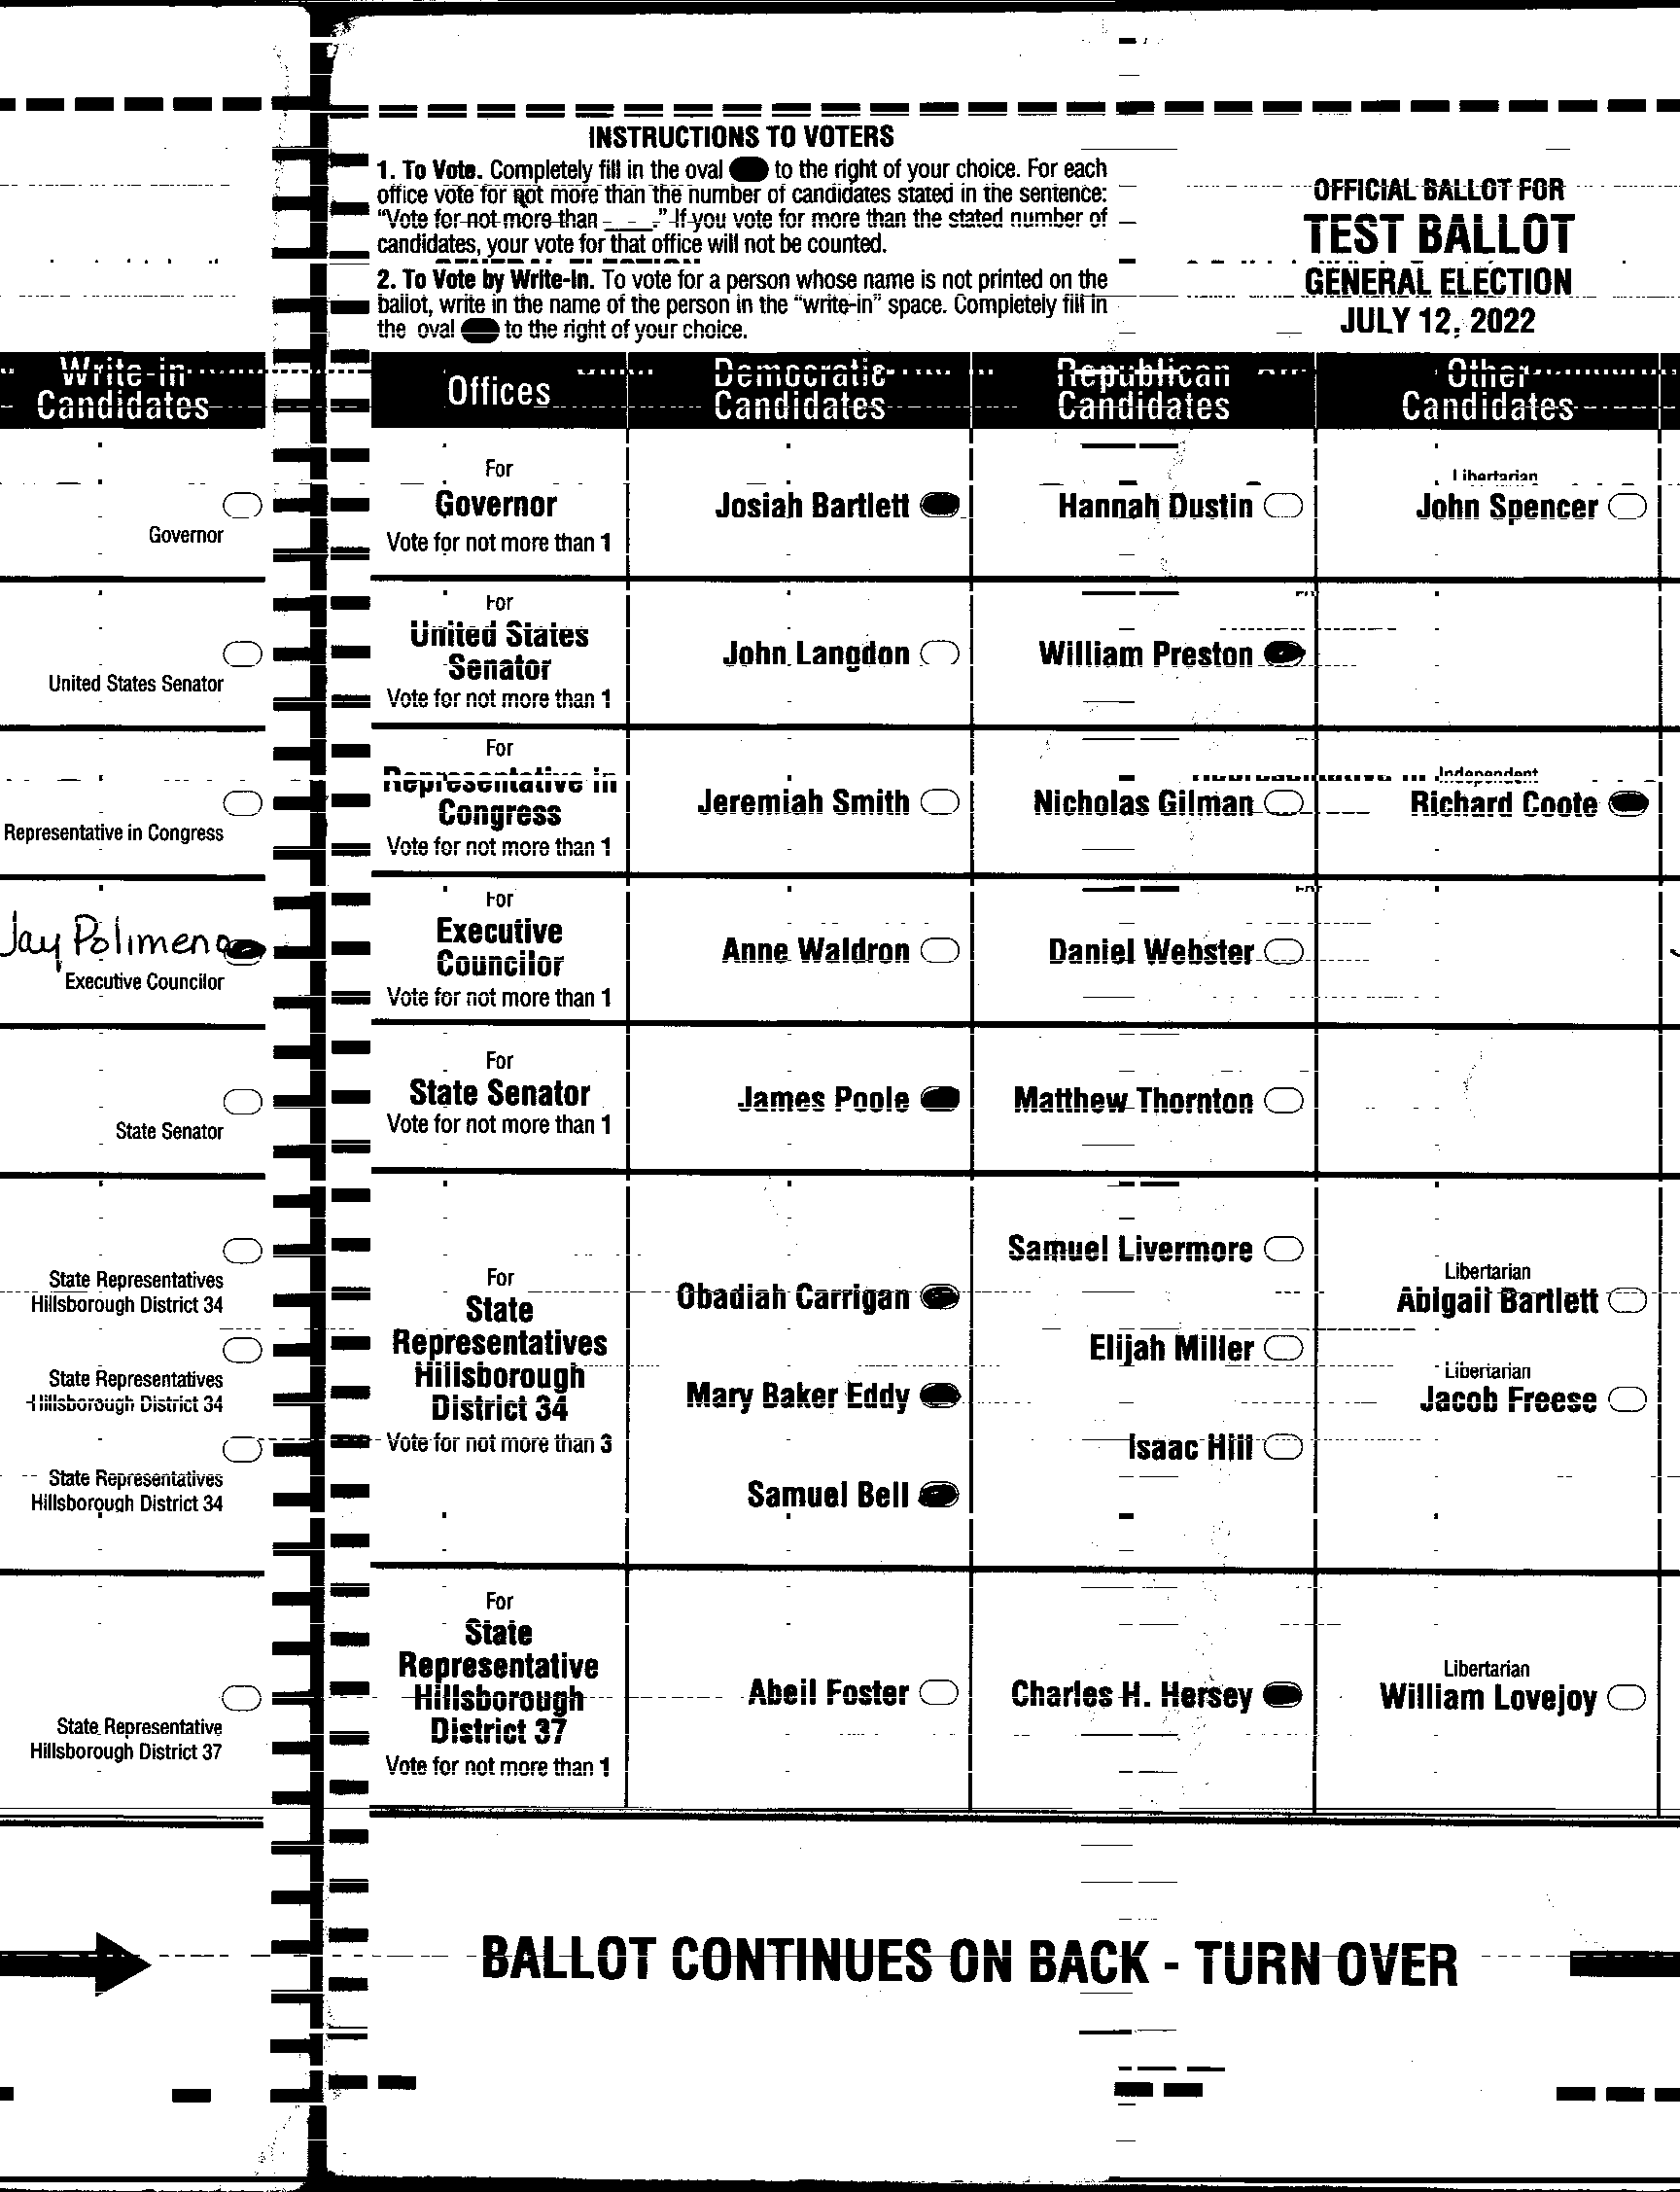 INSTRUCTIONS TO VOTERS
1. To Vote. Completely fill in the oval to the right of your choice. For each
office vote for not more than the number of candidates stated in the sentence:
"Vote for not more than ____." If you vote for more than the stated number of
candidates, your vote for that office will not be counted.
2. To Vote by Write-In. To vote for a person whose name is not printed on the
ballot, write in the name of the person in the "write-in" space. Completely fill in
the oval to the right of your choice.
OFFICIAL BALLOT FOR
TEST BALLOT
GENERAL ELECTION
JULY 12, 2022
Write-in
Candidates
Offices
Democratic
Candidates
Republican
Candidates
Other
Candidates
Governor
For
Governor
Vote for not more than 1
Josiah Bartlett
Hannah Dustin
Libertarian
John Spencer
United States Senator
For
United States
Senator
Vote for not more than 1
John Langdon
William Preston
Representative in Congress
For
Representative in
Congress
Vote for not more than 1
Jeremiah Smith
Nicholas Gilman
Independent
Richard Coote
Jay Polimeno
Executive Councilor
For
Executive
Councilor
Vote for not more than 1
Anne Waldron
Daniel Webster
State Senator
For
State Senator
Vote for not more than 1
James Poole
Matthew Thornton
State Representatives
Hillsborough District 34
State Representatives
Hillsborough District 34
State Representatives
Hillsborough District 34
For
State
Representatives
Hillsborough
District 34
Vote for not more than 3
Obadiah Carrigan
Mary Baker Eddy
Samuel Bell
Samuel Livermore
Elijah Miller
Isaac Hill
Libertarian
Abigail Bartlett
Libertarian
Jacob Freese
State Representative
Hillsborough District 37
For
State
Representative
Hillsborough
District 37
Vote for not more than 1
Abeil Foster
Charles H. Hersey
Libertarian
William Lovejoy
BALLOT CONTINUES ON BACK - TURN OVER